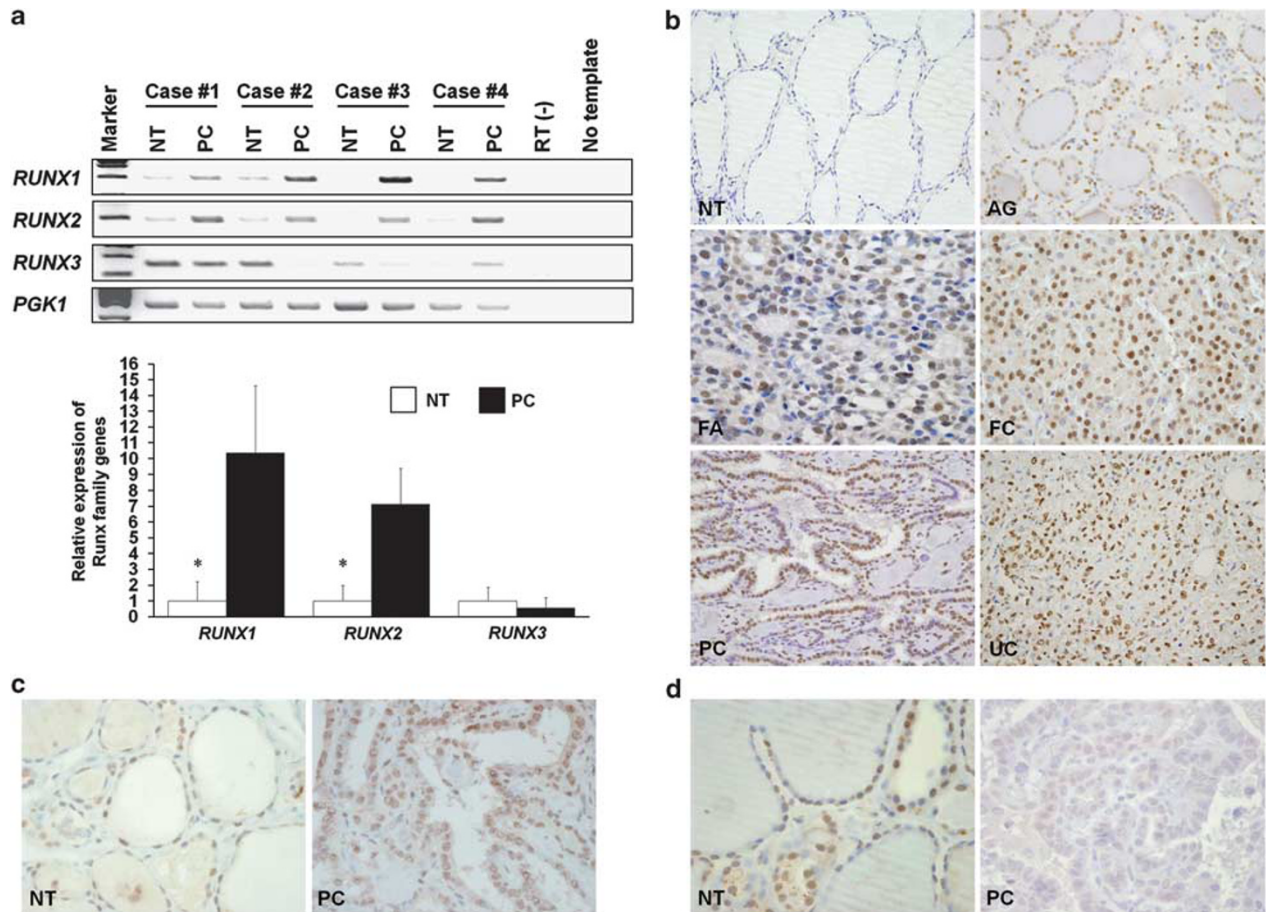 a
Marker
Case #1 Case #2 Case #3 Case #4
NT PC NT PC NT PC NT PC RT (-) No template
RUNX1
RUNX2
RUNX3
PGK1
Relative expression of
Runx family genes
16
15
14
13
12
11
10
9
8
7
6
5
4
3
2
1
0
NT PC
* *
RUNX1 RUNX2 RUNX3
b
NT AG
FA FC
PC UC
c
NT PC
d
NT PC